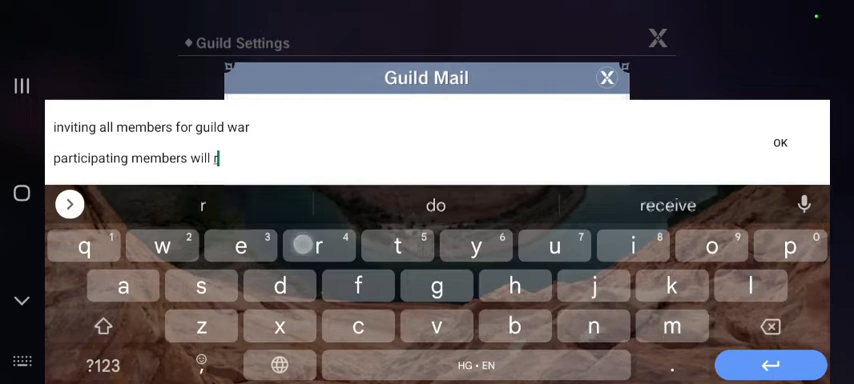 ♦ Guild Settings
Guild Mail
inviting all members for guild war
OK
participating members will r
r do receive
q 1 w 2 e 3 r 4 t 5 y 6 u 7 i 8 o 9 p 0
a s d f g h j k l
z x c v b n m
?123 , HG • EN .